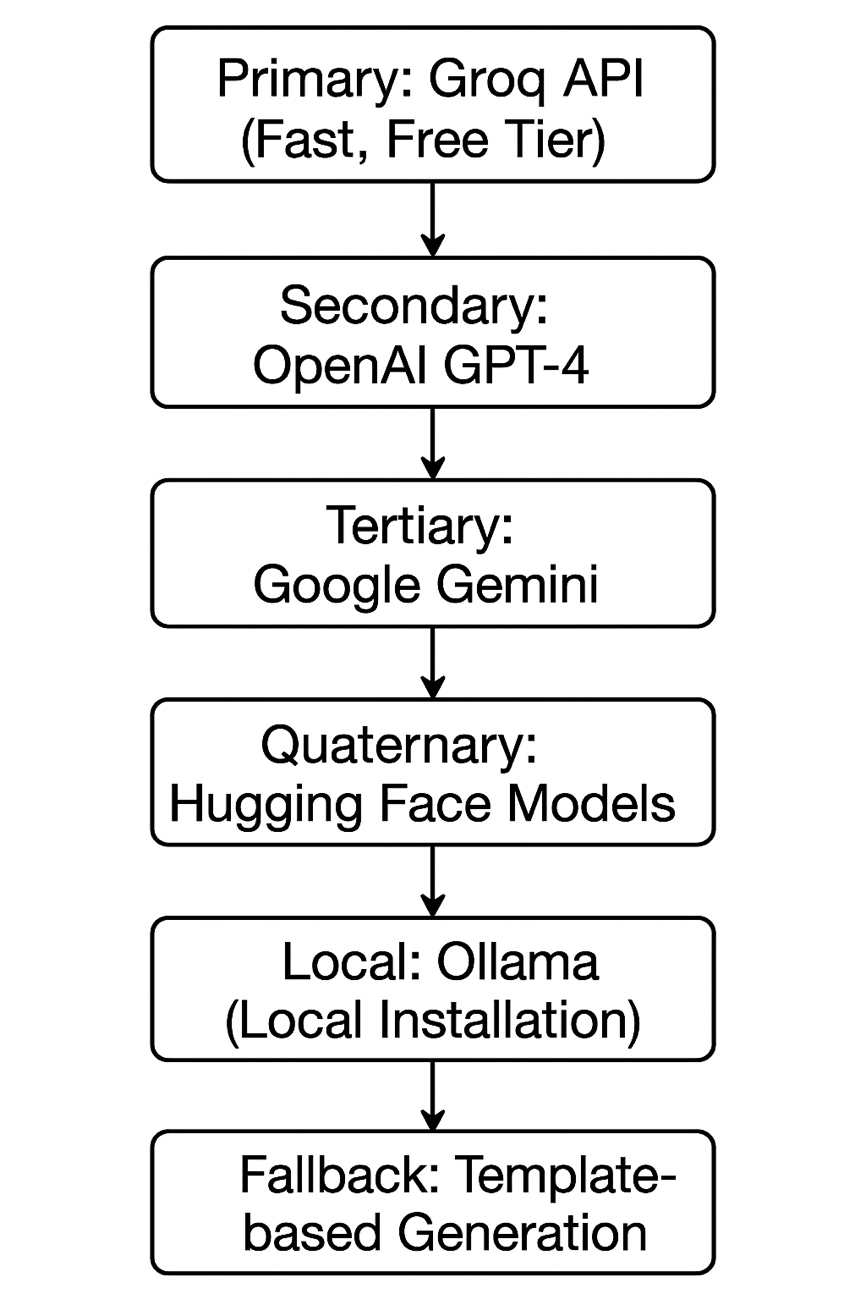 Primary: Groq API
(Fast, Free Tier)
Secondary:
OpenAI GPT-4
Tertiary:
Google Gemini
Quaternary:
Hugging Face Models
Local: Ollama
(Local Installation)
Fallback: Template-
based Generation